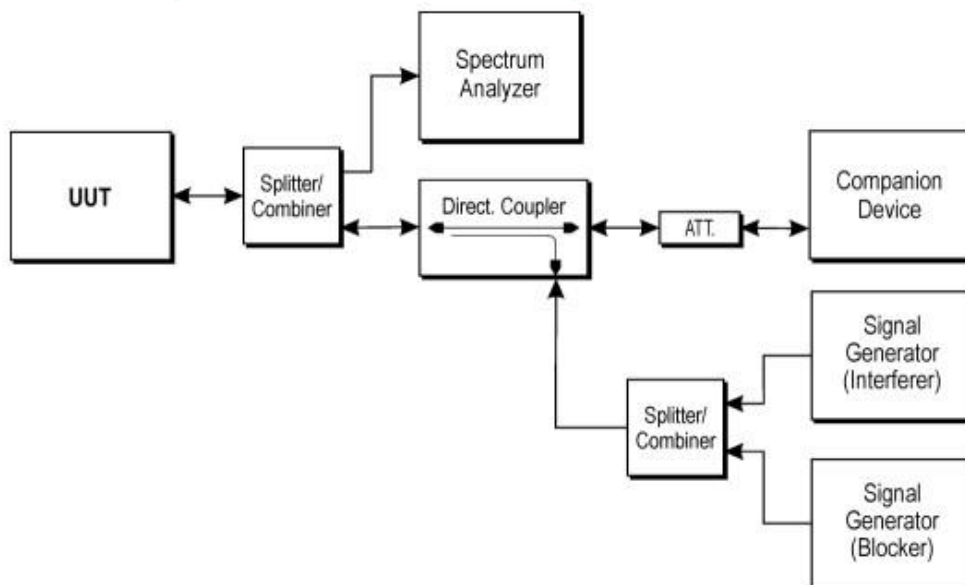 Spectrum
Analyzer
UUT
Splitter/
Combiner
Direct. Coupler
ATT.
Companion
Device
Signal
Generator
(Interferer)
Splitter/
Combiner
Signal
Generator
(Blocker)